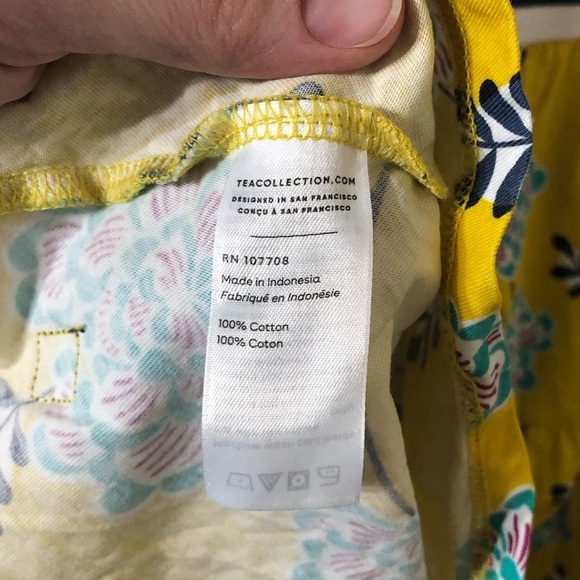 TEACOLLECTION.COM
DESIGNED IN SAN FRANCISCO
CONÇU À SAN FRANCISCO
RN 107708
Made in Indonesia
Fabriqué en Indonésie
100% Cotton
100% Coton